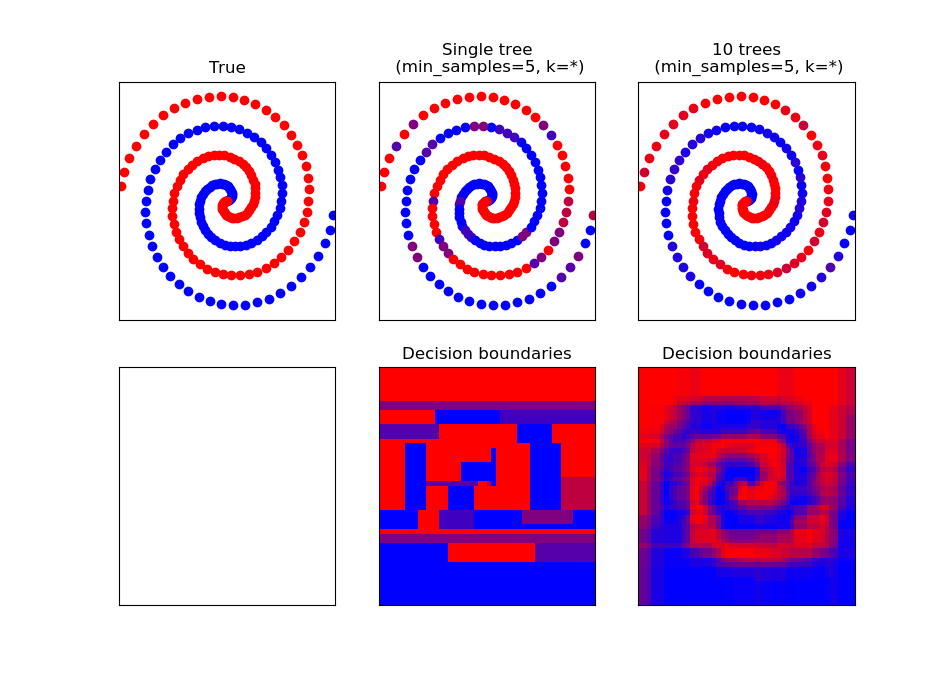 True
Single tree
(min_samples=5, k=*)
10 trees
(min_samples=5, k=*)
Decision boundaries
Decision boundaries